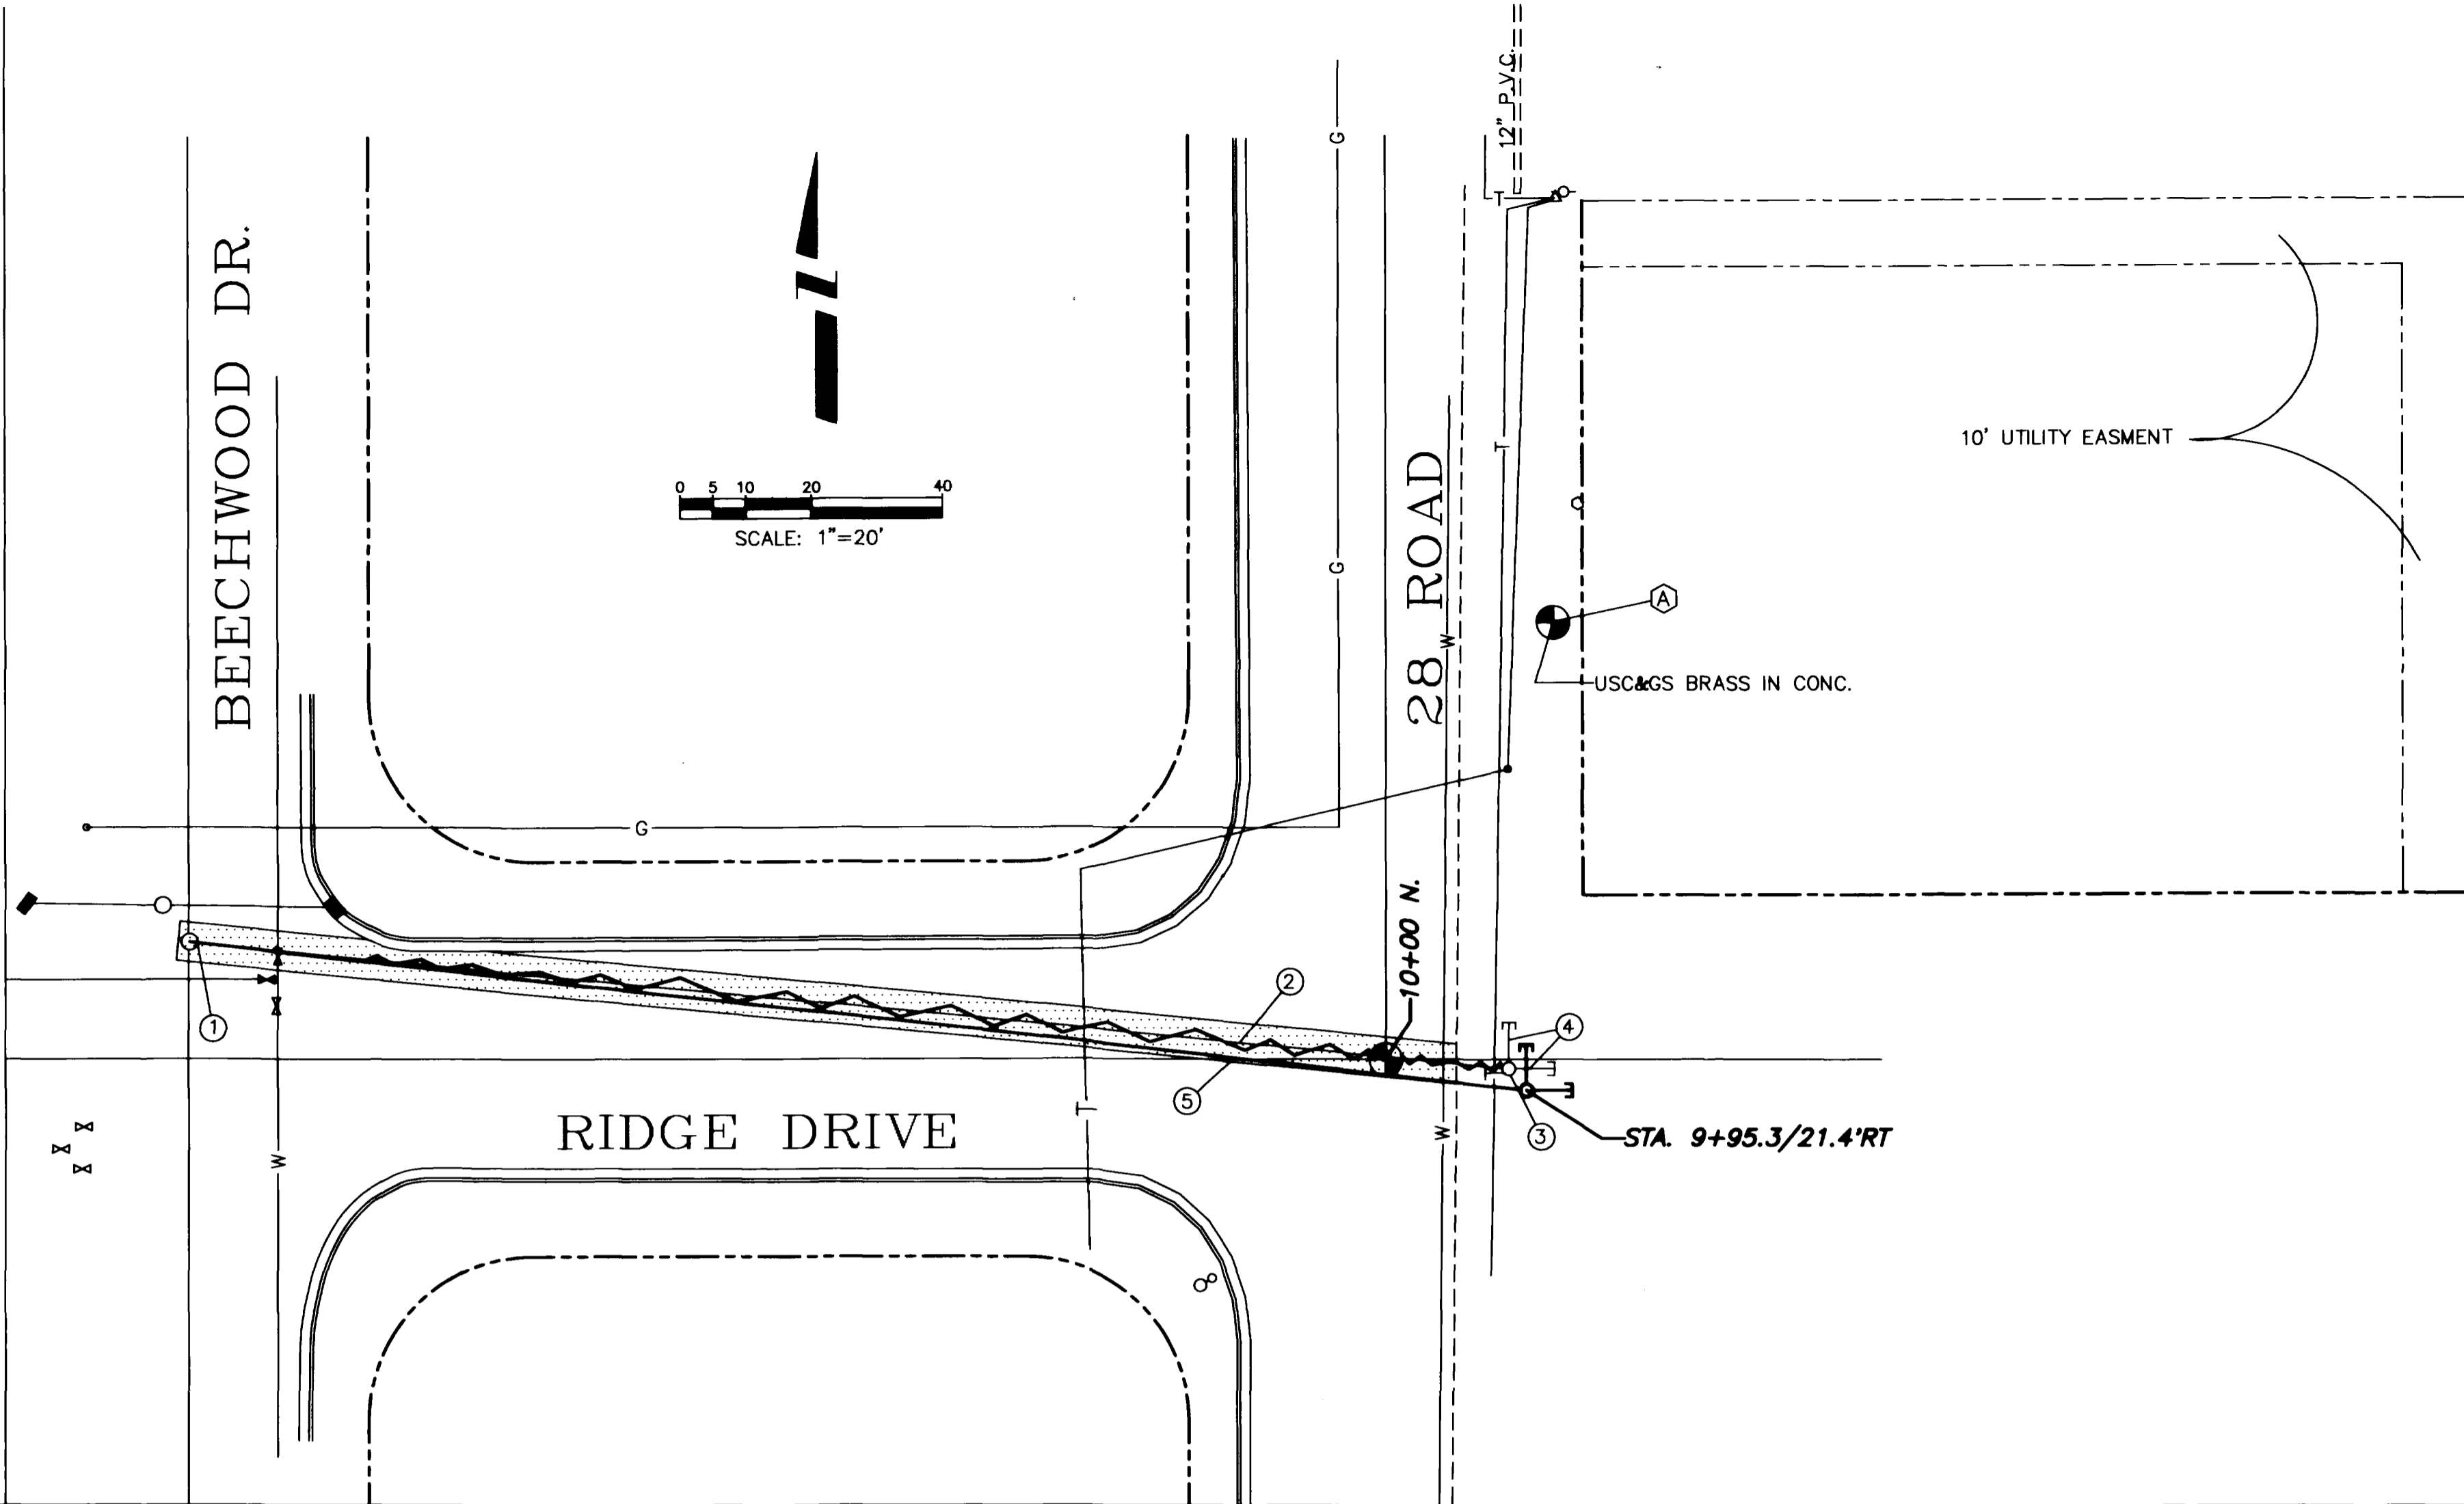 12" P.V.C.
G
T
BEECHWOOD DR.
0 5 10 20 40
SCALE: 1"=20'
T
10' UTILITY EASMENT
G
28 ROAD
A
W
USC&GS BRASS IN CONC.
G
10+00 N.
2
1
4
5
T
RIDGE DRIVE
3
STA. 9+95.3/21.4'RT
W
W